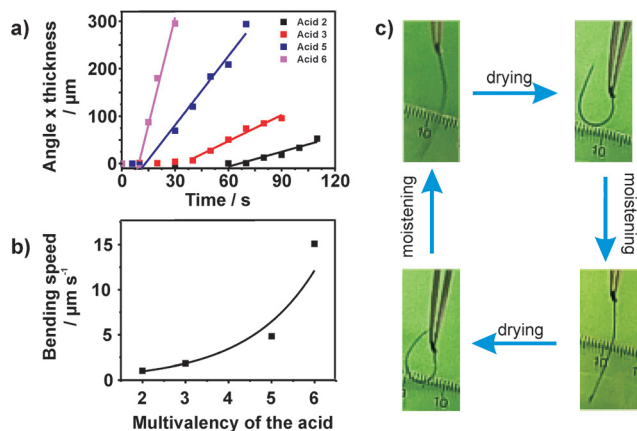 a)
Angle x thickness
/ μm
300
200
100
0
Acid 2
Acid 3
Acid 5
Acid 6
0
30
60
90
120
Time / s
b)
Bending speed
/ μm s⁻¹
15
10
5
0
2
3
4
5
6
Multivalency of the acid
c)
drying
moistening
drying
moistening
10
10
10
10